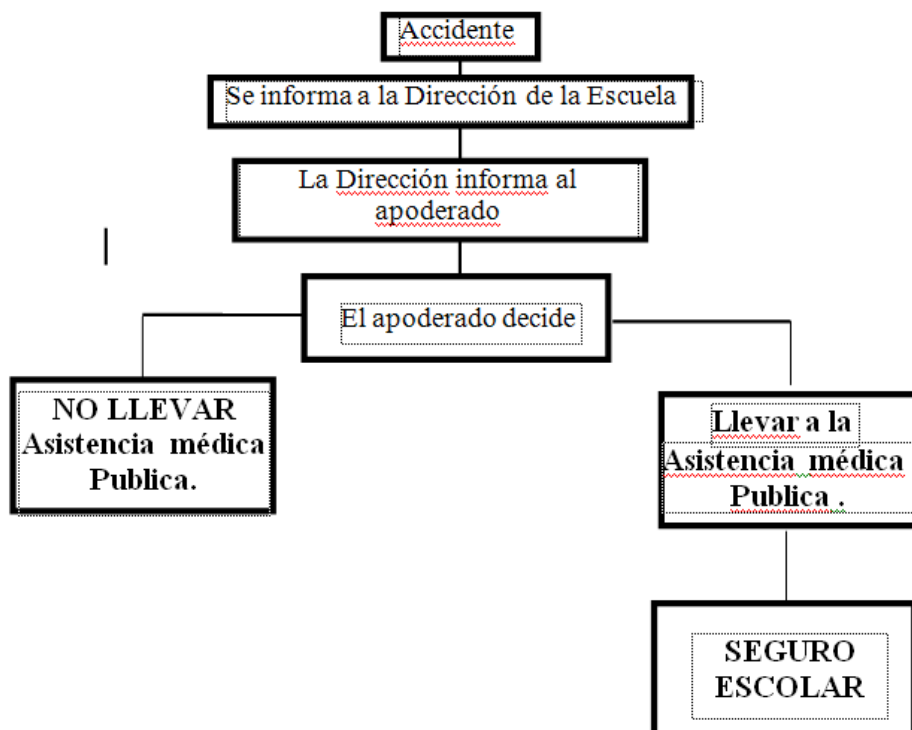 Accidente
Se informa a la Dirección de la Escuela
La Dirección informa al
apoderado
El apoderado decide
NO LLEVAR
Asistencia médica
Publica.
Llevar a la
Asistencia médica
Publica .
SEGURO
ESCOLAR